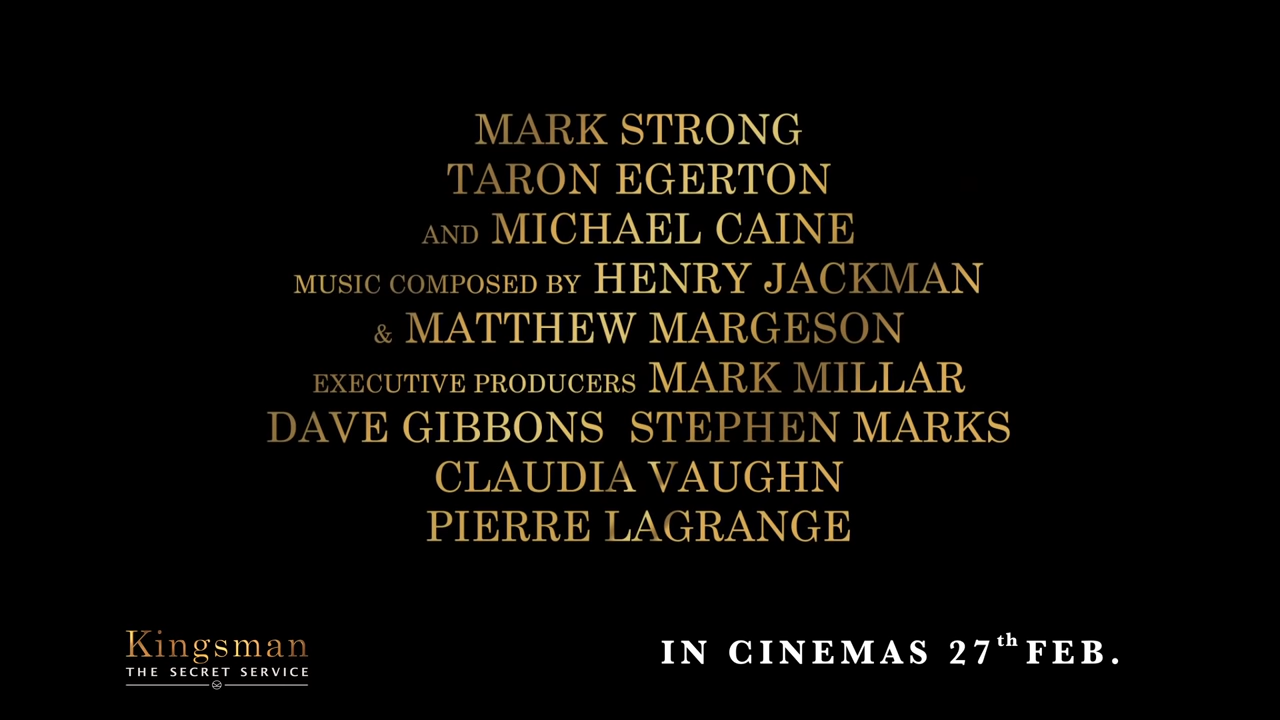 MARK STRONG
TARON EGERTON
AND MICHAEL CAINE
MUSIC COMPOSED BY HENRY JACKMAN
& MATTHEW MARGESON
EXECUTIVE PRODUCERS MARK MILLAR
DAVE GIBBONS STEPHEN MARKS
CLAUDIA VAUGHN
PIERRE LAGRANGE
Kingsman
THE SECRET SERVICE
IN CINEMAS 27th FEB.